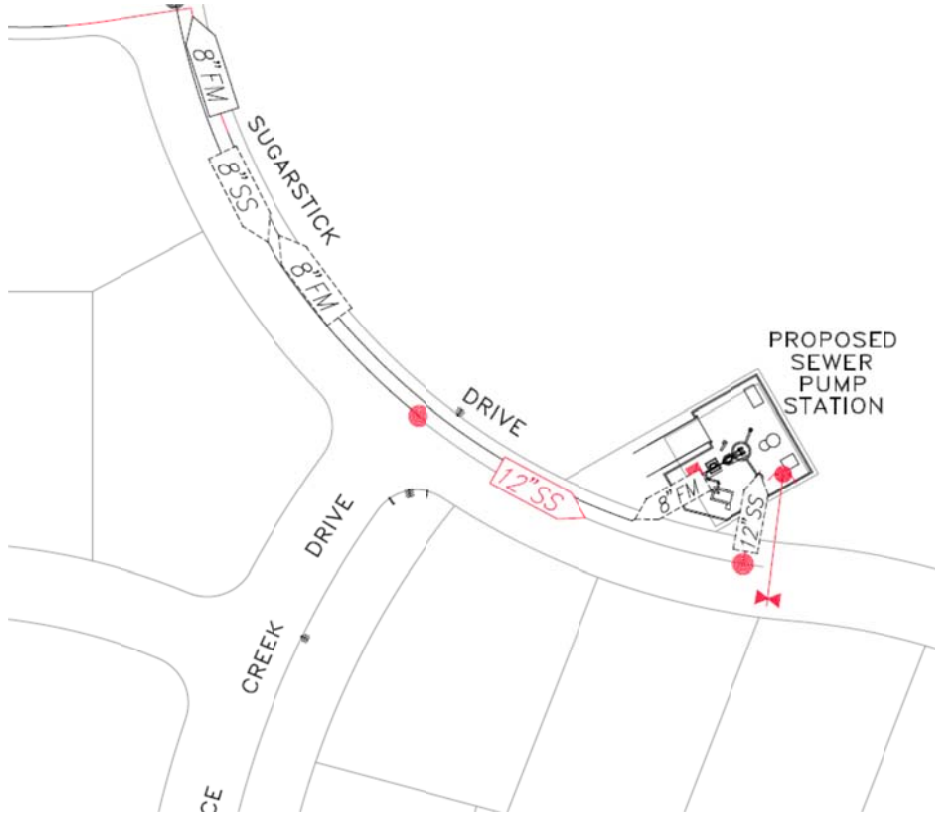 8"FM
SUGARSTICK
8"SS
8"FM
PROPOSED
SEWER
PUMP
STATION
DRIVE
12"SS
8"FM
12"SS
DRIVE
CREEK
CE